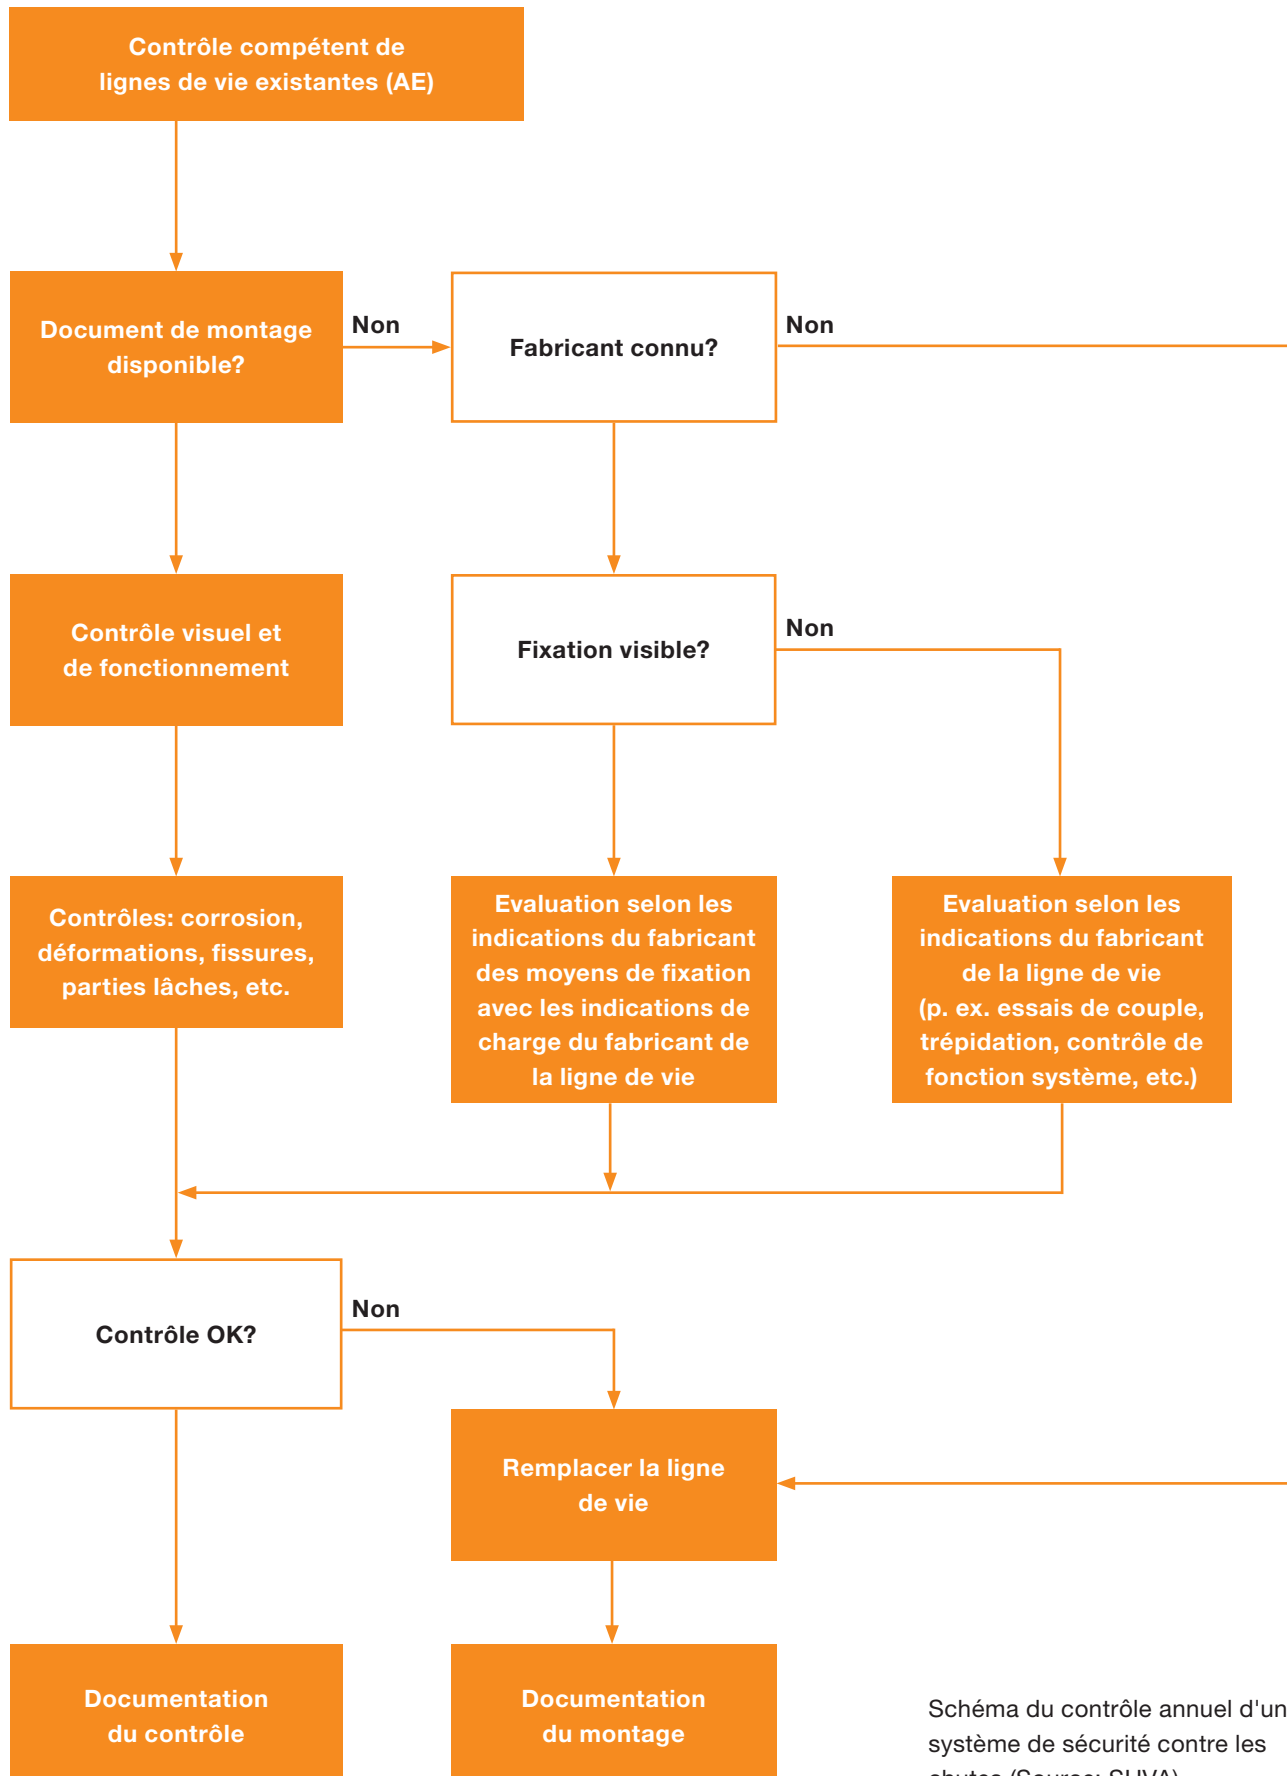 Contrôle compétent de
lignes de vie existantes (AE)
Document de montage
disponible?
Non
Fabricant connu?
Non
Contrôle visuel et
de fonctionnement
Fixation visible?
Non
Contrôles: corrosion,
déformations, fissures,
parties lâches, etc.
Evaluation selon les
indications du fabricant
des moyens de fixation
avec les indications de
charge du fabricant de
la ligne de vie
Evaluation selon les
indications du fabricant
de la ligne de vie
(p. ex. essais de couple,
trépidation, contrôle de
fonction système, etc.)
Contrôle OK?
Non
Remplacer la ligne
de vie
Documentation
du contrôle
Documentation
du montage
Schéma du contrôle annuel d'un
système de sécurité contre les
chutes (Source: SUVA)